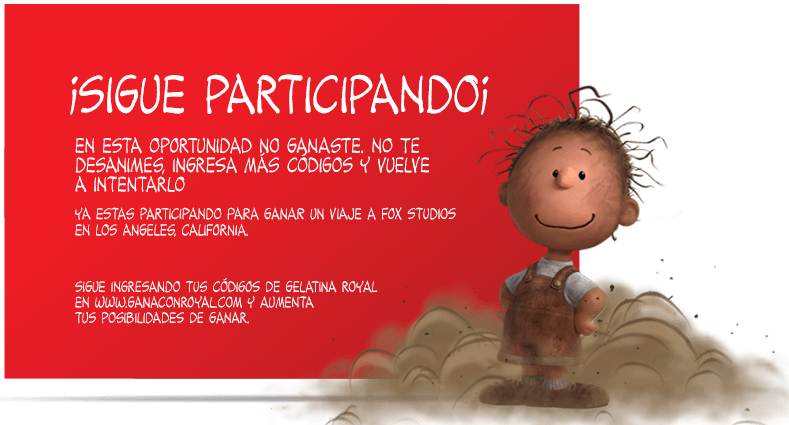 ¡SIGUE PARTICIPANDO¡
EN ESTA OPORTUNIDAD NO GANASTE. NO TE
DESANIMES, INGRESA MÁS CÓDIGOS Y VUELVE
A INTENTARLO
YA ESTAS PARTICIPANDO PARA GANAR UN VIAJE A FOX STUDIOS
EN LOS ANGELES, CALIFORNIA.
SIGUE INGRESANDO TUS CÓDIGOS DE GELATINA ROYAL
EN WWW.GANACONROYAL.COM Y AUMENTA
TUS POSIBILIDADES DE GANAR.